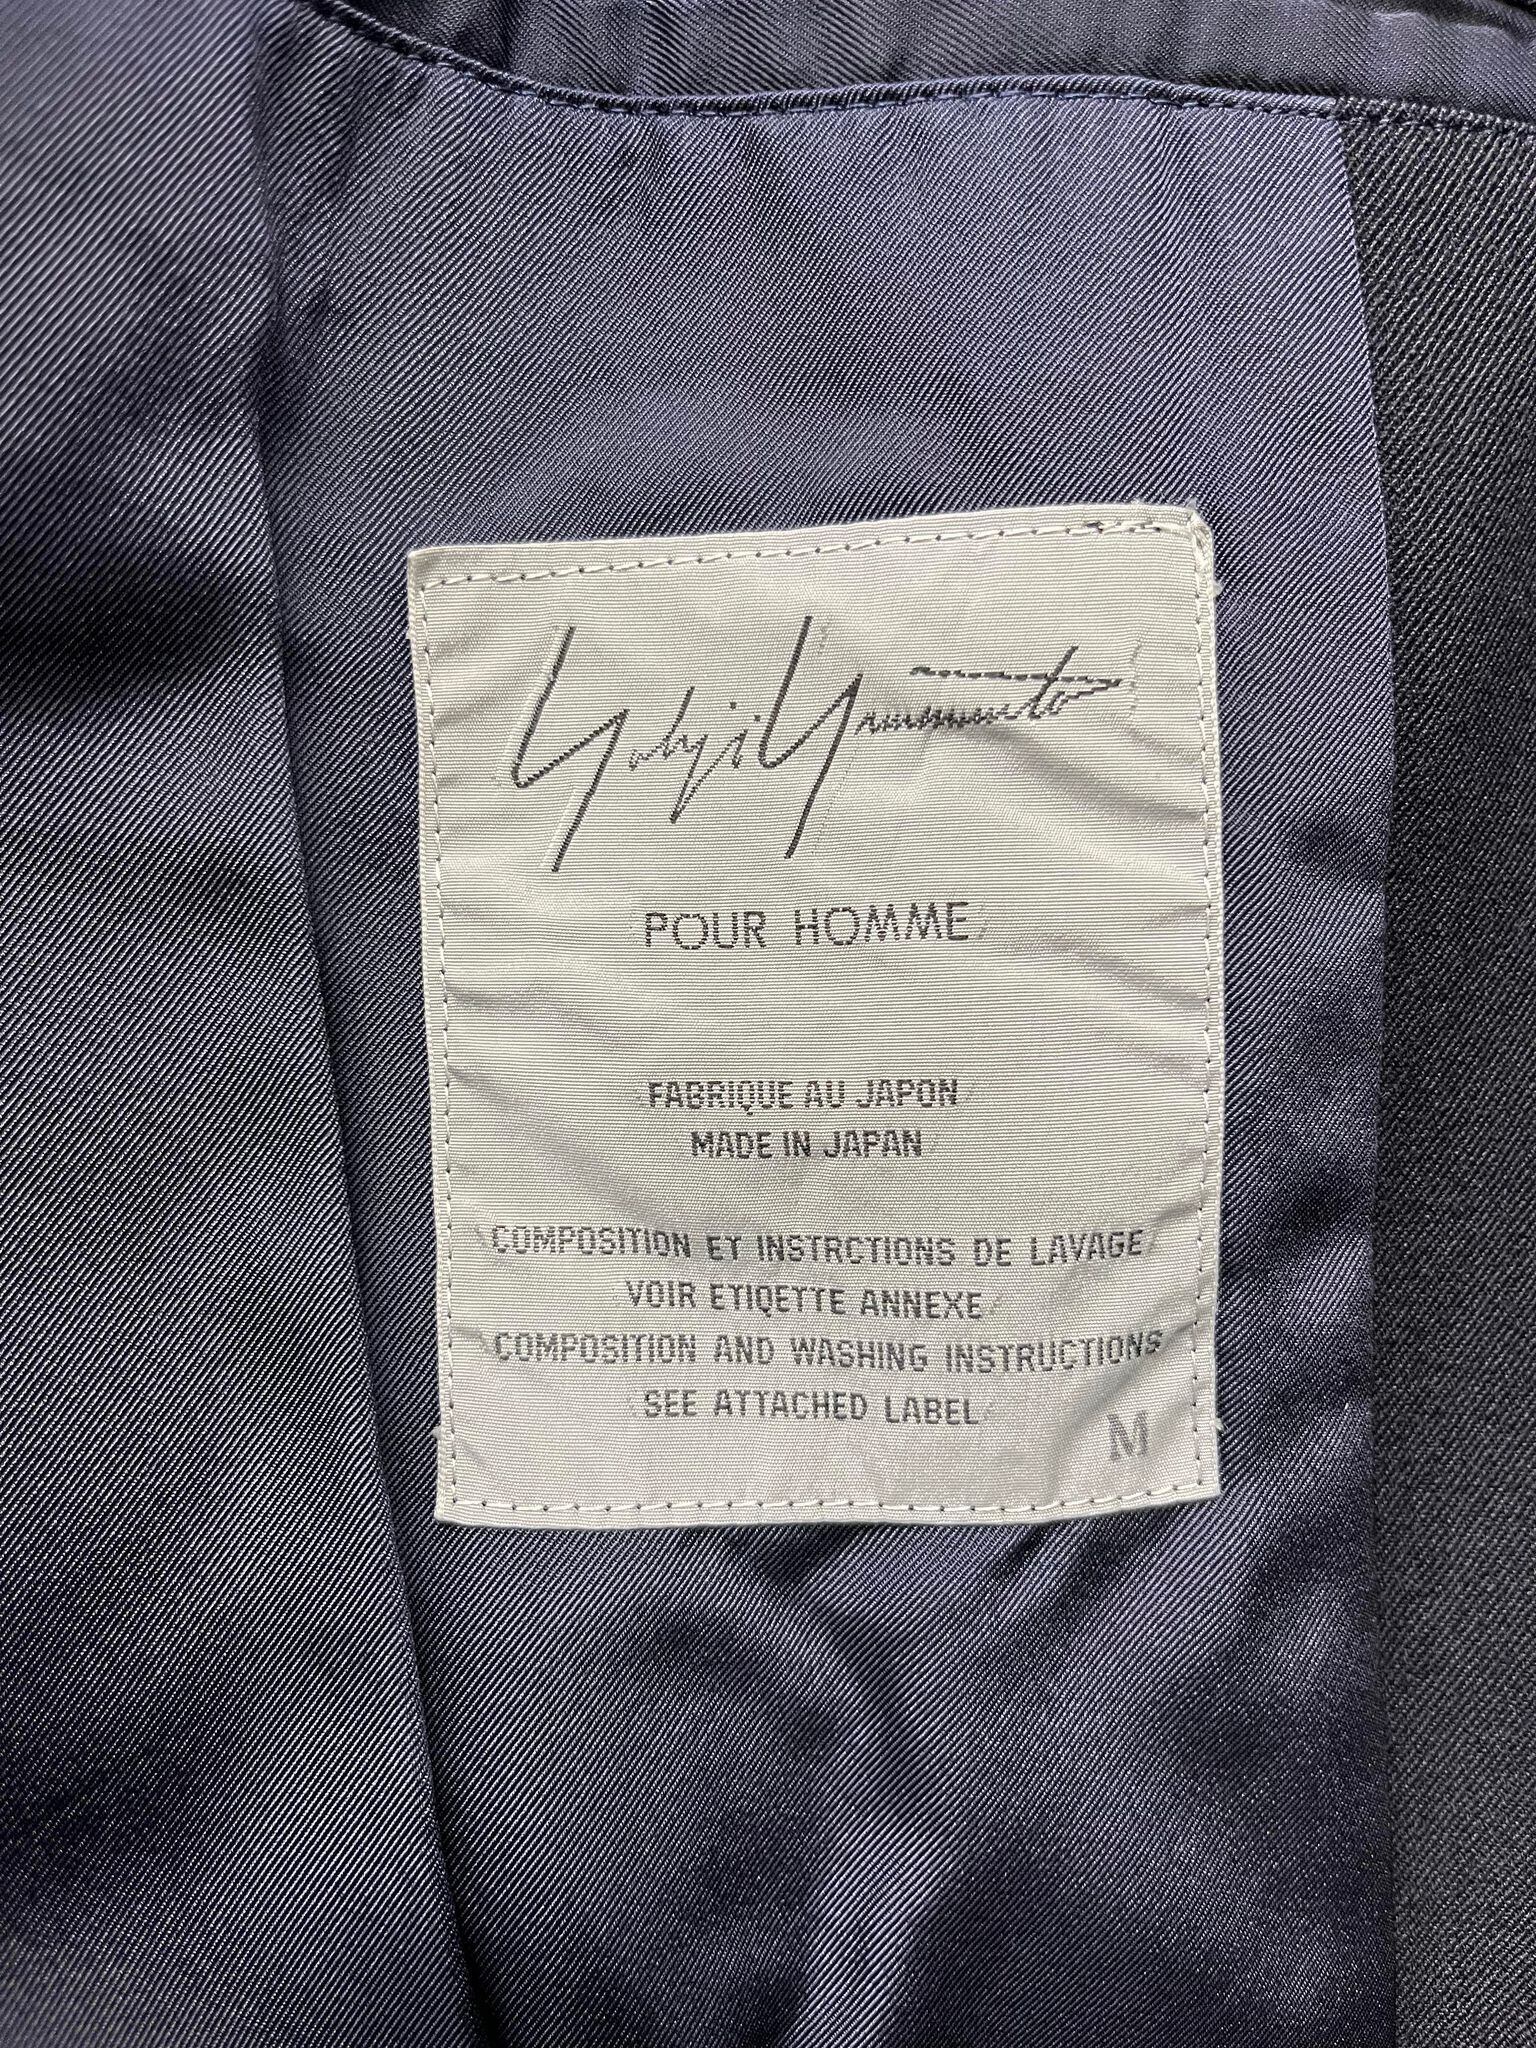 Yohji Yamamoto
POUR HOMME
FABRIQUE AU JAPON
MADE IN JAPAN
COMPOSITION ET INSTRCTIONS DE LAVAGE
VOIR ETIQETTE ANNEXE
COMPOSITION AND WASHING INSTRUCTIONS
SEE ATTACHED LABEL
M